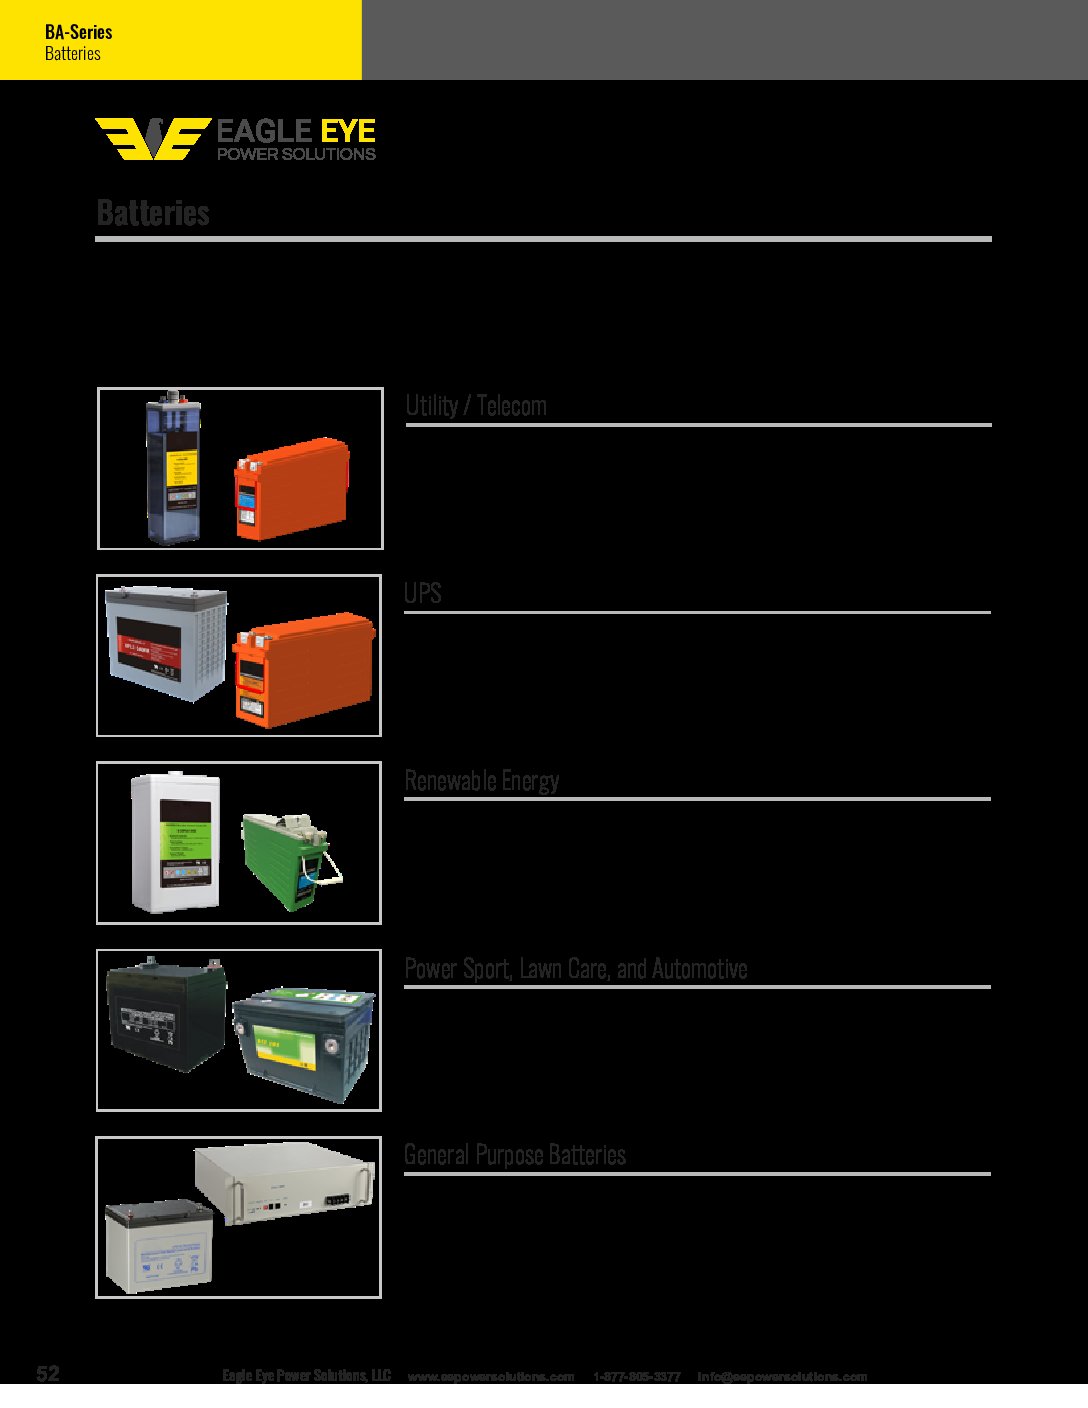 BA-Series
Batteries
EAGLE EYE
POWER SOLUTIONS
Batteries
Utility / Telecom
UPS
Renewable Energy
Power Sport, Lawn Care, and Automotive
General Purpose Batteries
52 Eagle Eye Power Solutions, LLC www.eepowersolutions.com 1-877-805-3377 info@eepowersolutions.com